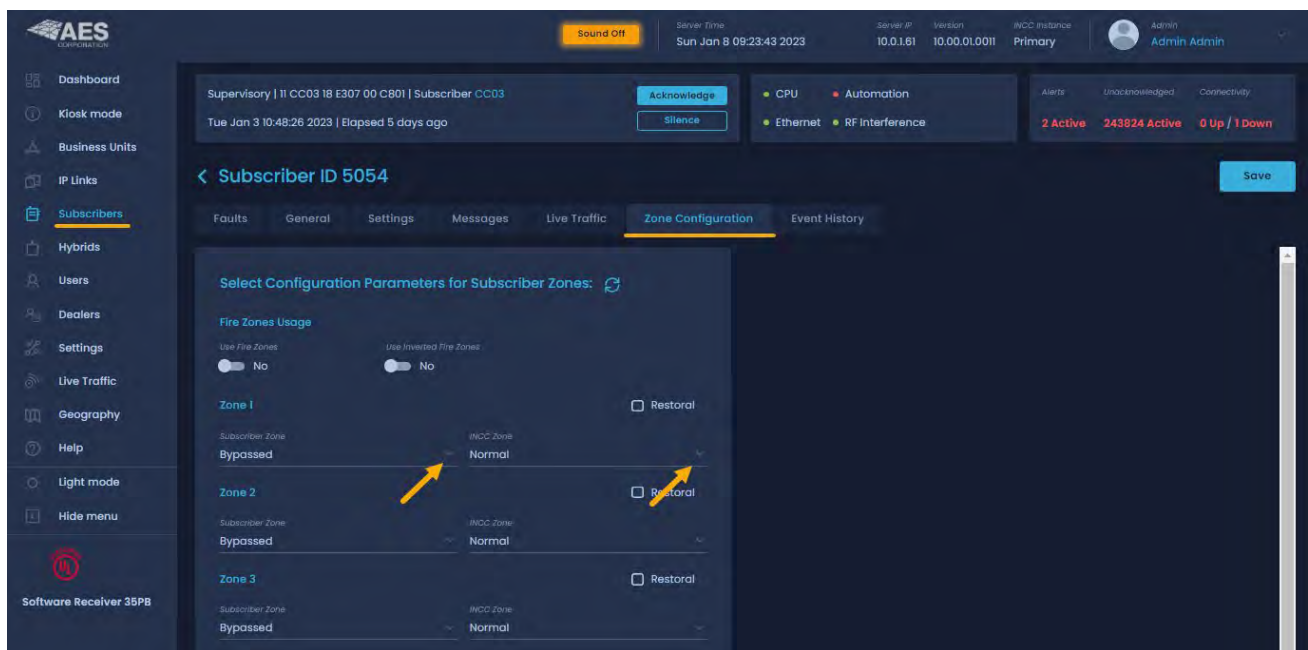 AES
CORPORATION
Sound Off
Server Time
Sun Jan 8 09:23:43 2023
Server IP
10.0.1.61
Version
10.00.01.0011
INCC Instance
Primary
Admin
Admin Admin
Dashboard
Kiosk mode
Business Units
IP Links
Subscribers
Hybrids
Users
Dealers
Settings
Live Traffic
Geography
Help
Light mode
Hide menu
UL
Software Receiver 35PB
Supervisory | 11 CC03 18 E307 00 C801 | Subscriber CC03
Tue Jan 3 10:48:26 2023 | Elapsed 5 days ago
Acknowledge
Silence
CPU
Automation
Ethernet
RF Interference
Alerts
Unacknowledged
Connectivity
2 Active
243824 Active
0 Up / 1 Down
Subscriber ID 5054
Save
Faults
General
Settings
Messages
Live Traffic
Zone Configuration
Event History
Select Configuration Parameters for Subscriber Zones:
Fire Zones Usage
Use Fire Zones
Use Inverted Fire Zones
No
No
Zone 1
Restoral
Subscriber Zone
INCC Zone
Bypassed
Normal
Zone 2
Restoral
Subscriber Zone
INCC Zone
Bypassed
Normal
Zone 3
Restoral
Subscriber Zone
INCC Zone
Bypassed
Normal